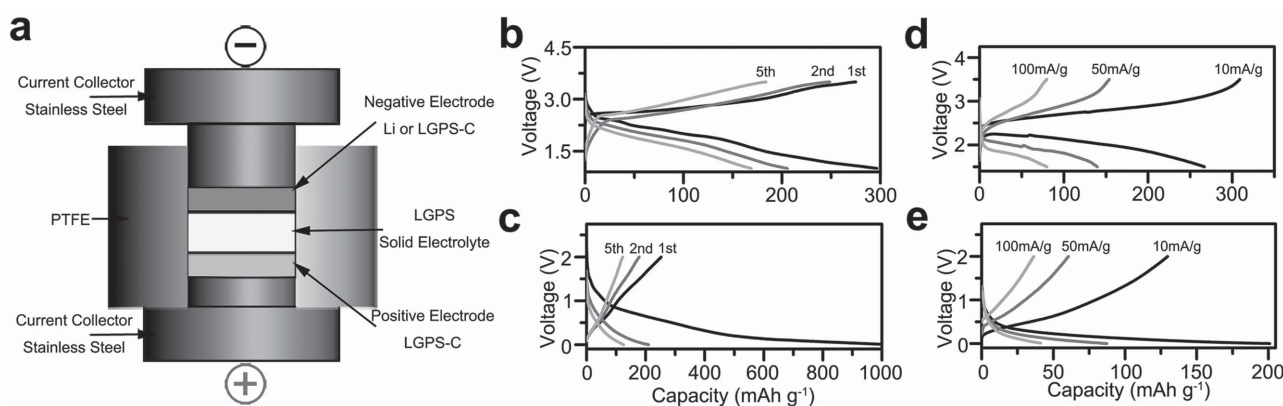 a
−
Current Collector
Stainless Steel
Negative Electrode
Li or LGPS-C
PTFE
LGPS
Solid Electrolyte
Current Collector
Stainless Steel
Positive Electrode
LGPS-C
+
b
4.5
3.0
1.5
Voltage (V)
5th 2nd 1st
0 100 200 300
c
2
1
0
Voltage (V)
5th 2nd 1st
0 200 400 600 800 1000
Capacity (mAh g⁻¹)
d
4
3
2
Voltage (V)
100mA/g 50mA/g 10mA/g
0 100 200 300
e
2
1
0
Voltage (V)
100mA/g 50mA/g 10mA/g
0 50 100 150 200
Capacity (mAh g⁻¹)